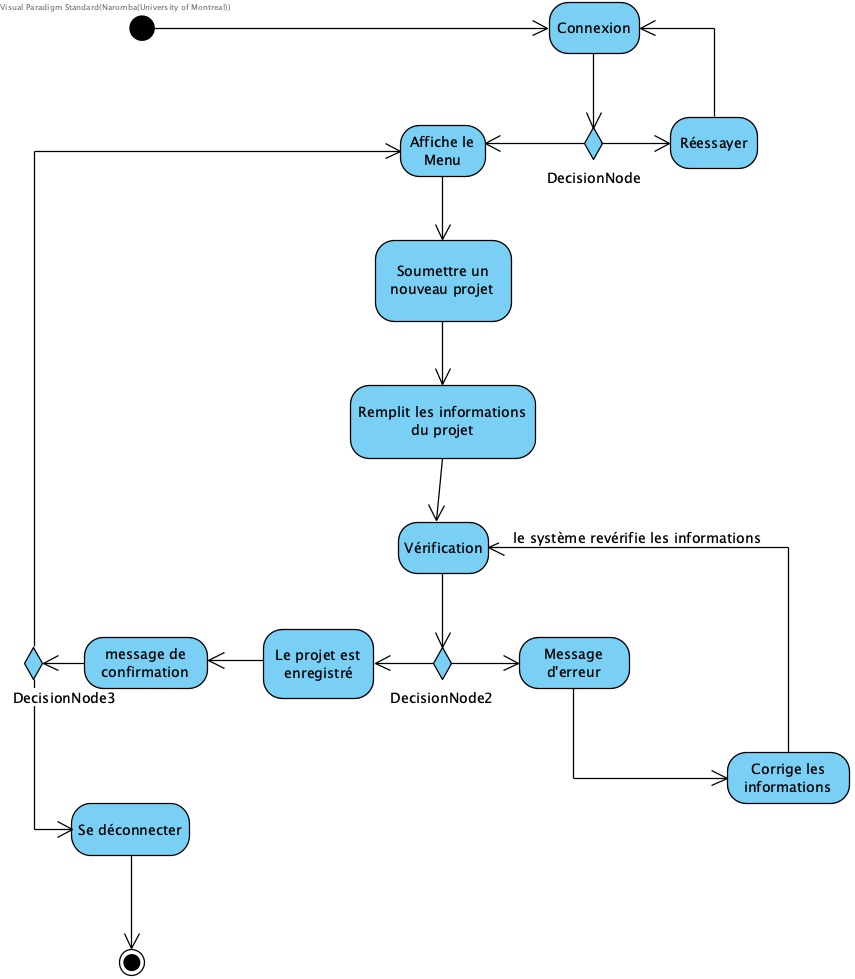 Visual Paradigm Standard(Naromba(University of Montreal))
Connexion
Affiche le
Menu
Réessayer
DecisionNode
Soumettre un
nouveau projet
Remplit les informations
du projet
le système revérifie les informations
Vérification
message de
confirmation
Le projet est
enregistré
Message
d'erreur
DecisionNode3
DecisionNode2
Corrige les
informations
Se déconnecter